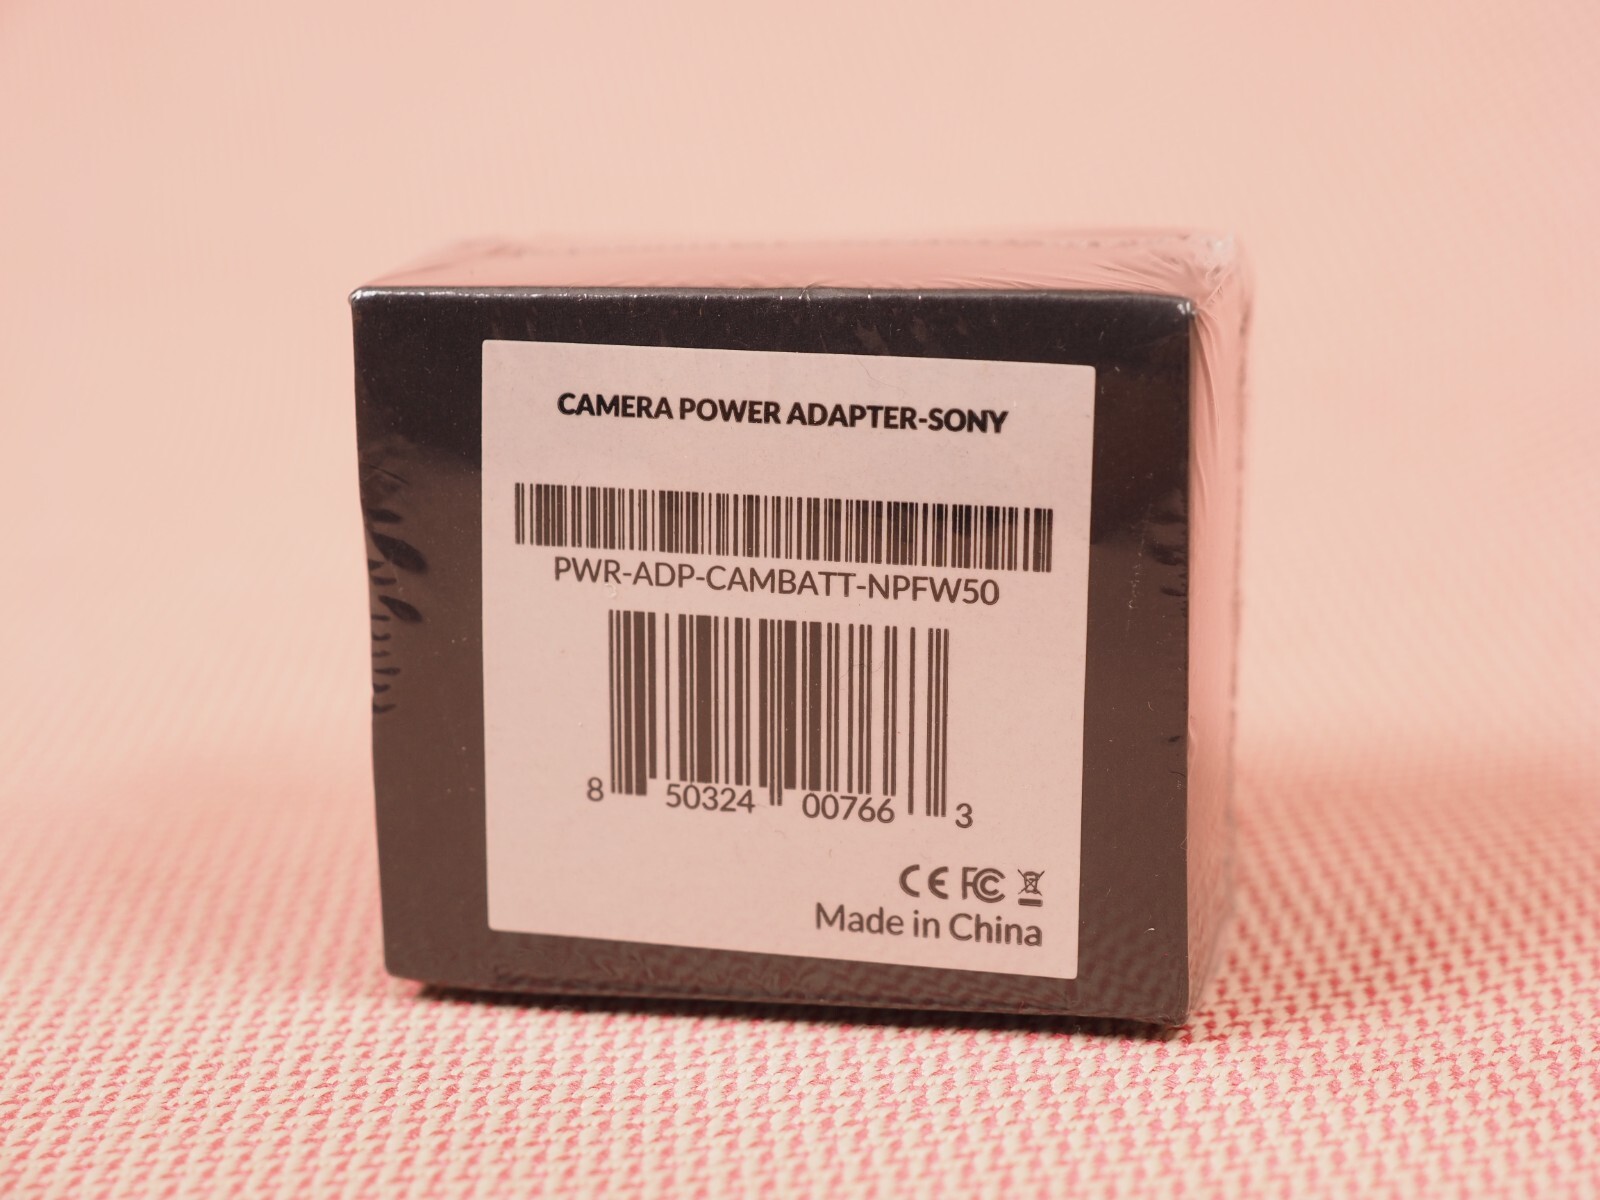 CAMERA POWER ADAPTER-SONY
PWR-ADP-CAMBATT-NPFW50
8 50324 00766 3
CE FC
Made in China